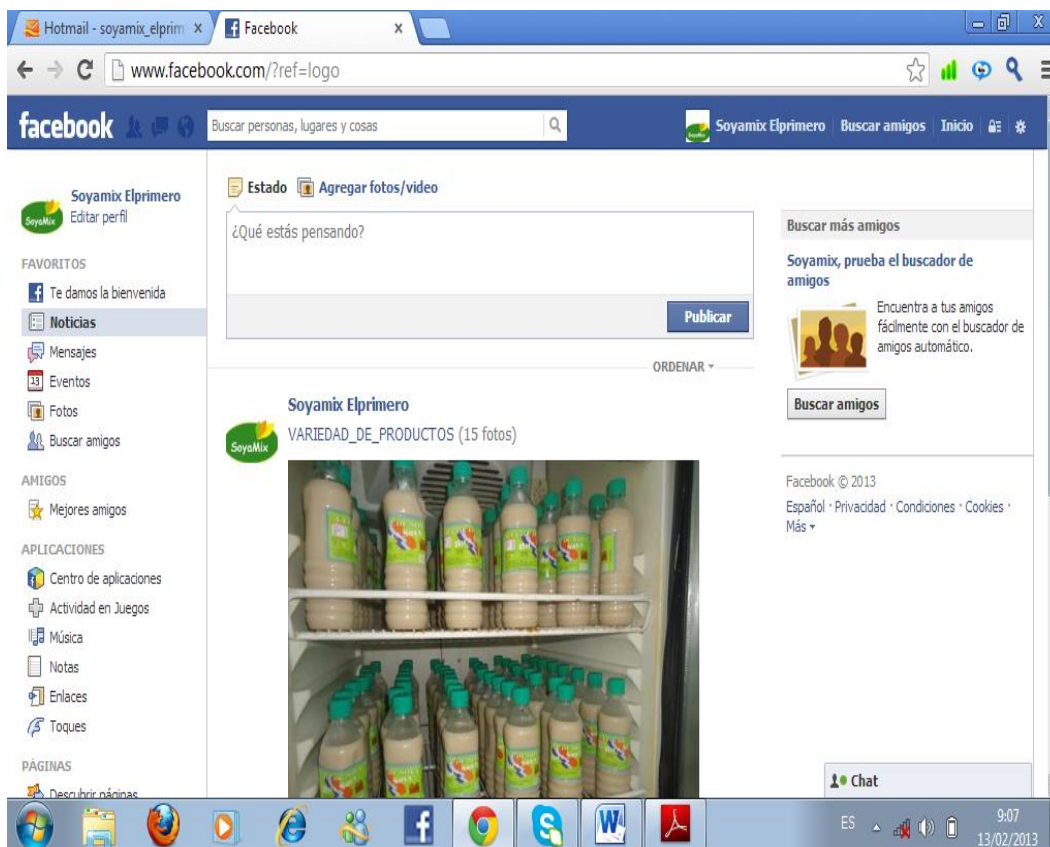 Hotmail - soyamix_elprim
Facebook
www.facebook.com/?ref=logo
facebook
Buscar personas, lugares y cosas
Soyamix Elprimero
Buscar amigos
Inicio
SoyaMix
Soyamix Elprimero
Editar perfil
FAVORITOS
Te damos la bienvenida
Noticias
Mensajes
13
Eventos
Fotos
Buscar amigos
AMIGOS
Mejores amigos
APLICACIONES
Centro de aplicaciones
Actividad en Juegos
Música
Notas
Enlaces
Toques
PÁGINAS
Descubrir páginas
Estado
Agregar fotos/video
¿Qué estás pensando?
Publicar
ORDENAR
SoyaMix
Soyamix Elprimero
VARIEDAD_DE_PRODUCTOS (15 fotos)
Buscar más amigos
Soyamix, prueba el buscador de
amigos
Encuentra a tus amigos
fácilmente con el buscador de
amigos automático.
Buscar amigos
Facebook © 2013
Español · Privacidad · Condiciones · Cookies ·
Más
Chat
ES
9:07
13/02/2013